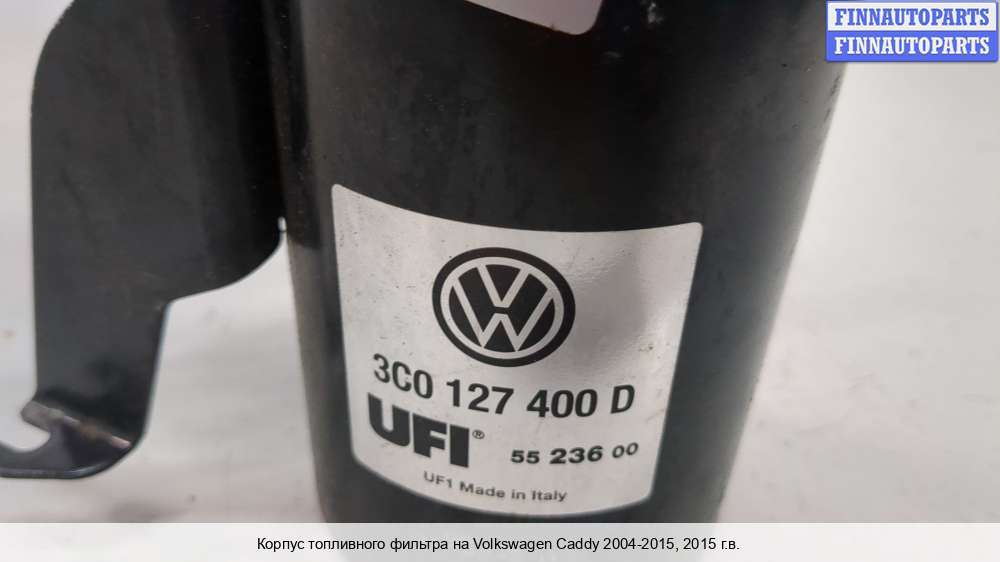 FINNAUTOPARTS
FINNAUTOPARTS
3C0 127 400 D
UFI®
55 236 00
UF1 Made in Italy
Корпус топливного фильтра на Volkswagen Caddy 2004-2015, 2015 г.в.